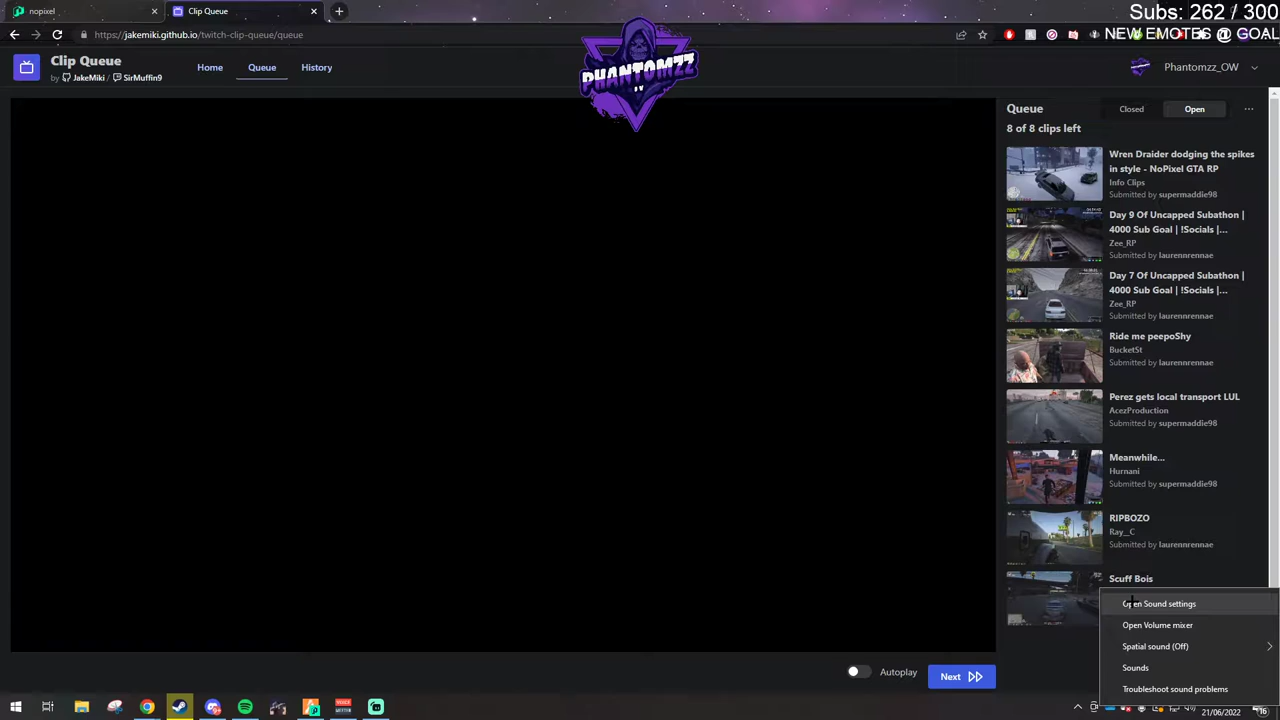 nopixel
Clip Queue
Subs: 262 / 300
https://jakemiki.github.io/twitch-clip-queue/queue
NEW EMOTES @ GOAL
Clip Queue
by JakeMiki / SirMuffin9
Home
Queue
History
PHANTOMZZ
OW
Phantomzz_OW
Queue
Closed
Open
8 of 8 clips left
Wren Draider dodging the spikes
in style - NoPixel GTA RP
Info Clips
Submitted by supermaddie98
Day 9 Of Uncapped Subathon |
4000 Sub Goal | !Socials |...
Zee_RP
Submitted by laurennrennae
Day 7 Of Uncapped Subathon |
4000 Sub Goal | !Socials |...
Zee_RP
Submitted by laurennrennae
Ride me peepoShy
BucketSt
Submitted by laurennrennae
Perez gets local transport LUL
AcezProduction
Submitted by supermaddie98
Meanwhile...
Hurnani
Submitted by supermaddie98
RIPBOZO
Ray__C
Submitted by laurennrennae
Scuff Bois
Open Sound settings
Open Volume mixer
Spatial sound (Off)
Sounds
Troubleshoot sound problems
Autoplay
Next
21/06/2022
16